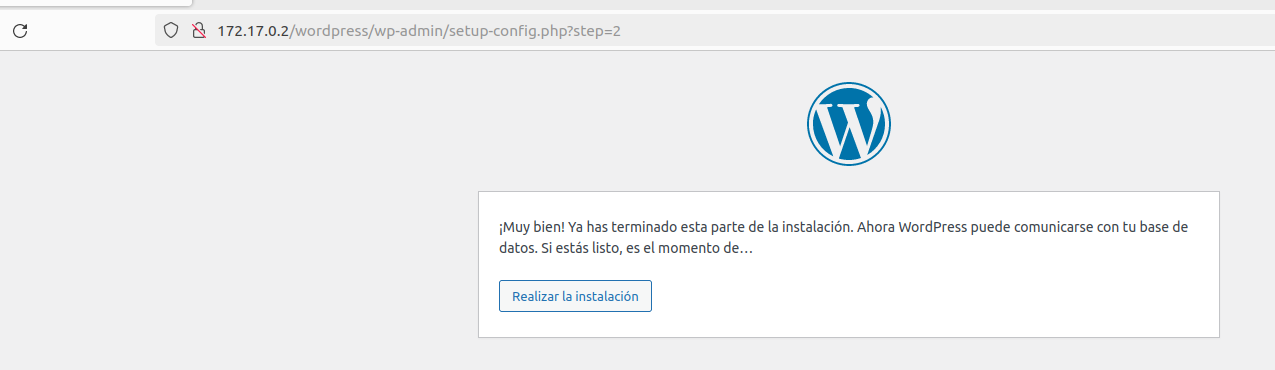 172.17.0.2/wordpress/wp-admin/setup-config.php?step=2
¡Muy bien! Ya has terminado esta parte de la instalación. Ahora WordPress puede comunicarse con tu base de
datos. Si estás listo, es el momento de…
Realizar la instalación